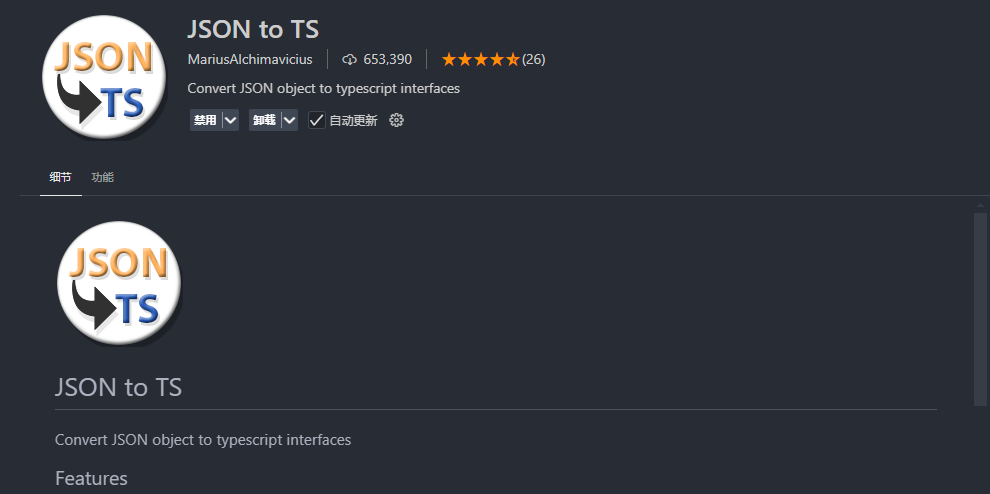 JSON
TS
JSON to TS
MariusAlchimavicius 653,390 (26)
Convert JSON object to typescript interfaces
禁用 卸载 自动更新
细节 功能
JSON
TS
JSON to TS
Convert JSON object to typescript interfaces
Features